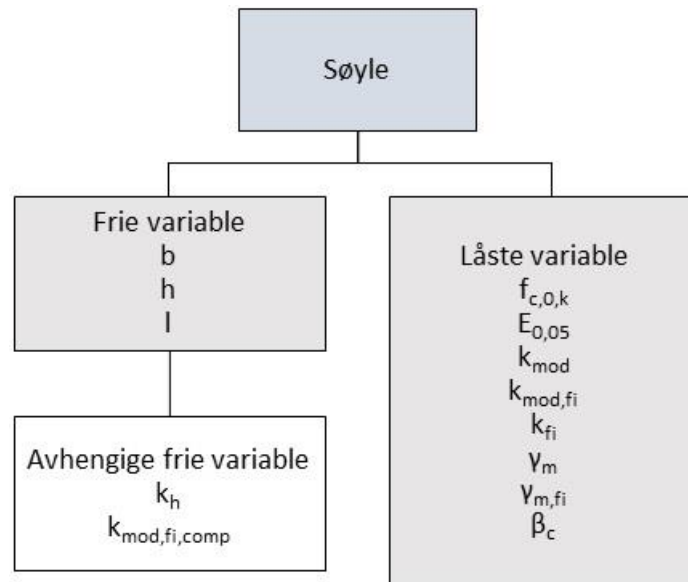 Søyle
Frie variable
b
h
l
Avhengige frie variable
k_h
k_mod,fi,comp
Låste variable
f_c,0,k
E_0,05
k_mod
k_mod,fi
k_fi
γ_m
γ_m,fi
β_c